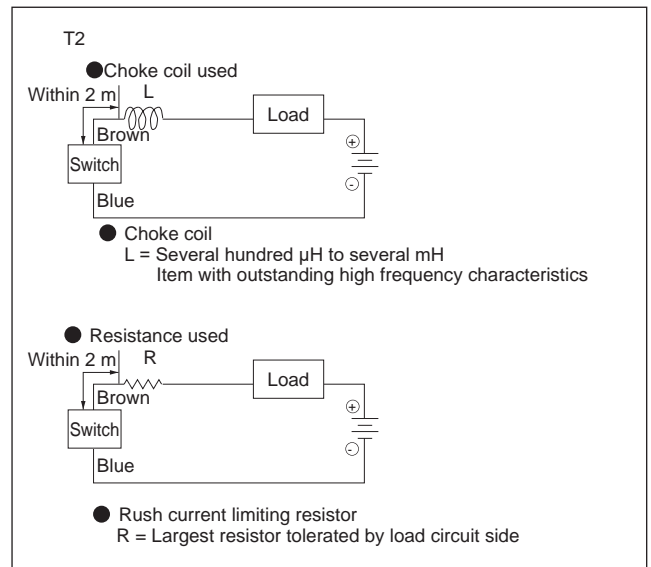 T2
●Choke coil used
Within 2 m L
Load
Brown
+
Switch
-
Blue
● Choke coil
L = Several hundred µH to several mH
Item with outstanding high frequency characteristics
● Resistance used
Within 2 m R
Load
Brown
+
Switch
-
Blue
● Rush current limiting resistor
R = Largest resistor tolerated by load circuit side